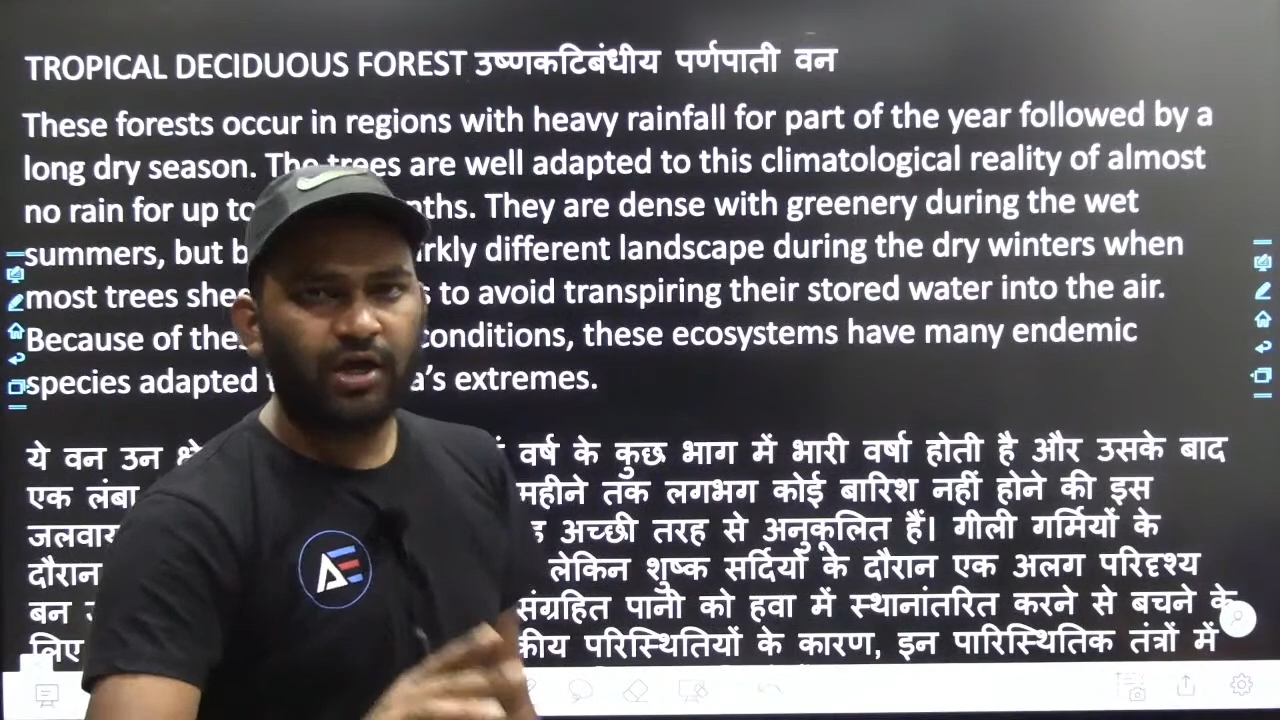 TROPICAL DECIDUOUS FOREST उष्णकटिबंधीय पर्णपाती वन
These forests occur in regions with heavy rainfall for part of the year followed by a
long dry season. The trees are well adapted to this climatological reality of almost
no rain for up to They are dense with greenery during the wet
summers, but different landscape during the dry winters when
most trees to avoid transpiring their stored water into the air.
Because of conditions, these ecosystems have many endemic
species adapted extremes.
ये वन उन वर्ष के कुछ भाग में भारी वर्षा होती है और उसके बाद
एक लंबा महीने तक लगभग कोई बारिश नहीं होने की इस
अच्छी तरह से अनुकूलित हैं। गीली गर्मियों के
दौरान लेकिन शुष्क सर्दियों के दौरान एक अलग परिदृश्य
बन संग्रहित पानी को हवा में स्थानांतरित करने से बचने के
लिए परिस्थितियों के कारण, इन पारिस्थितिक तंत्रों में
AE